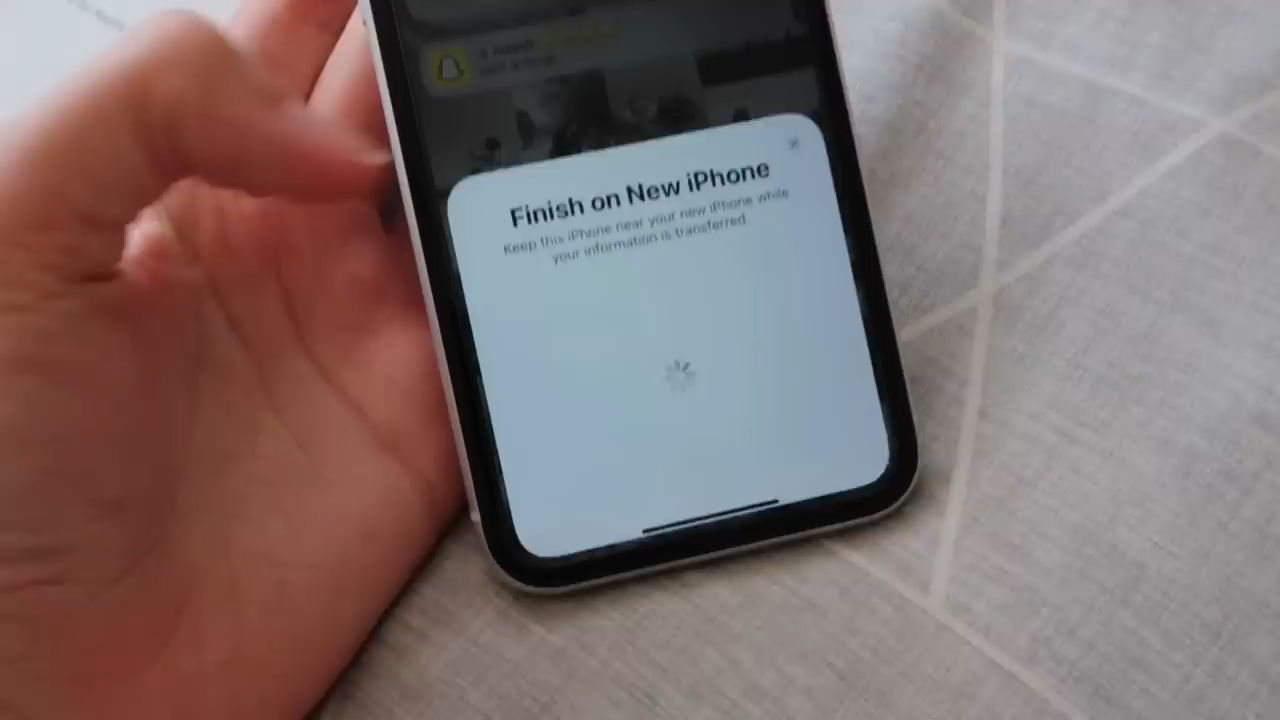 Finish on New iPhone
Keep this iPhone near your new iPhone while
your information is transferred.